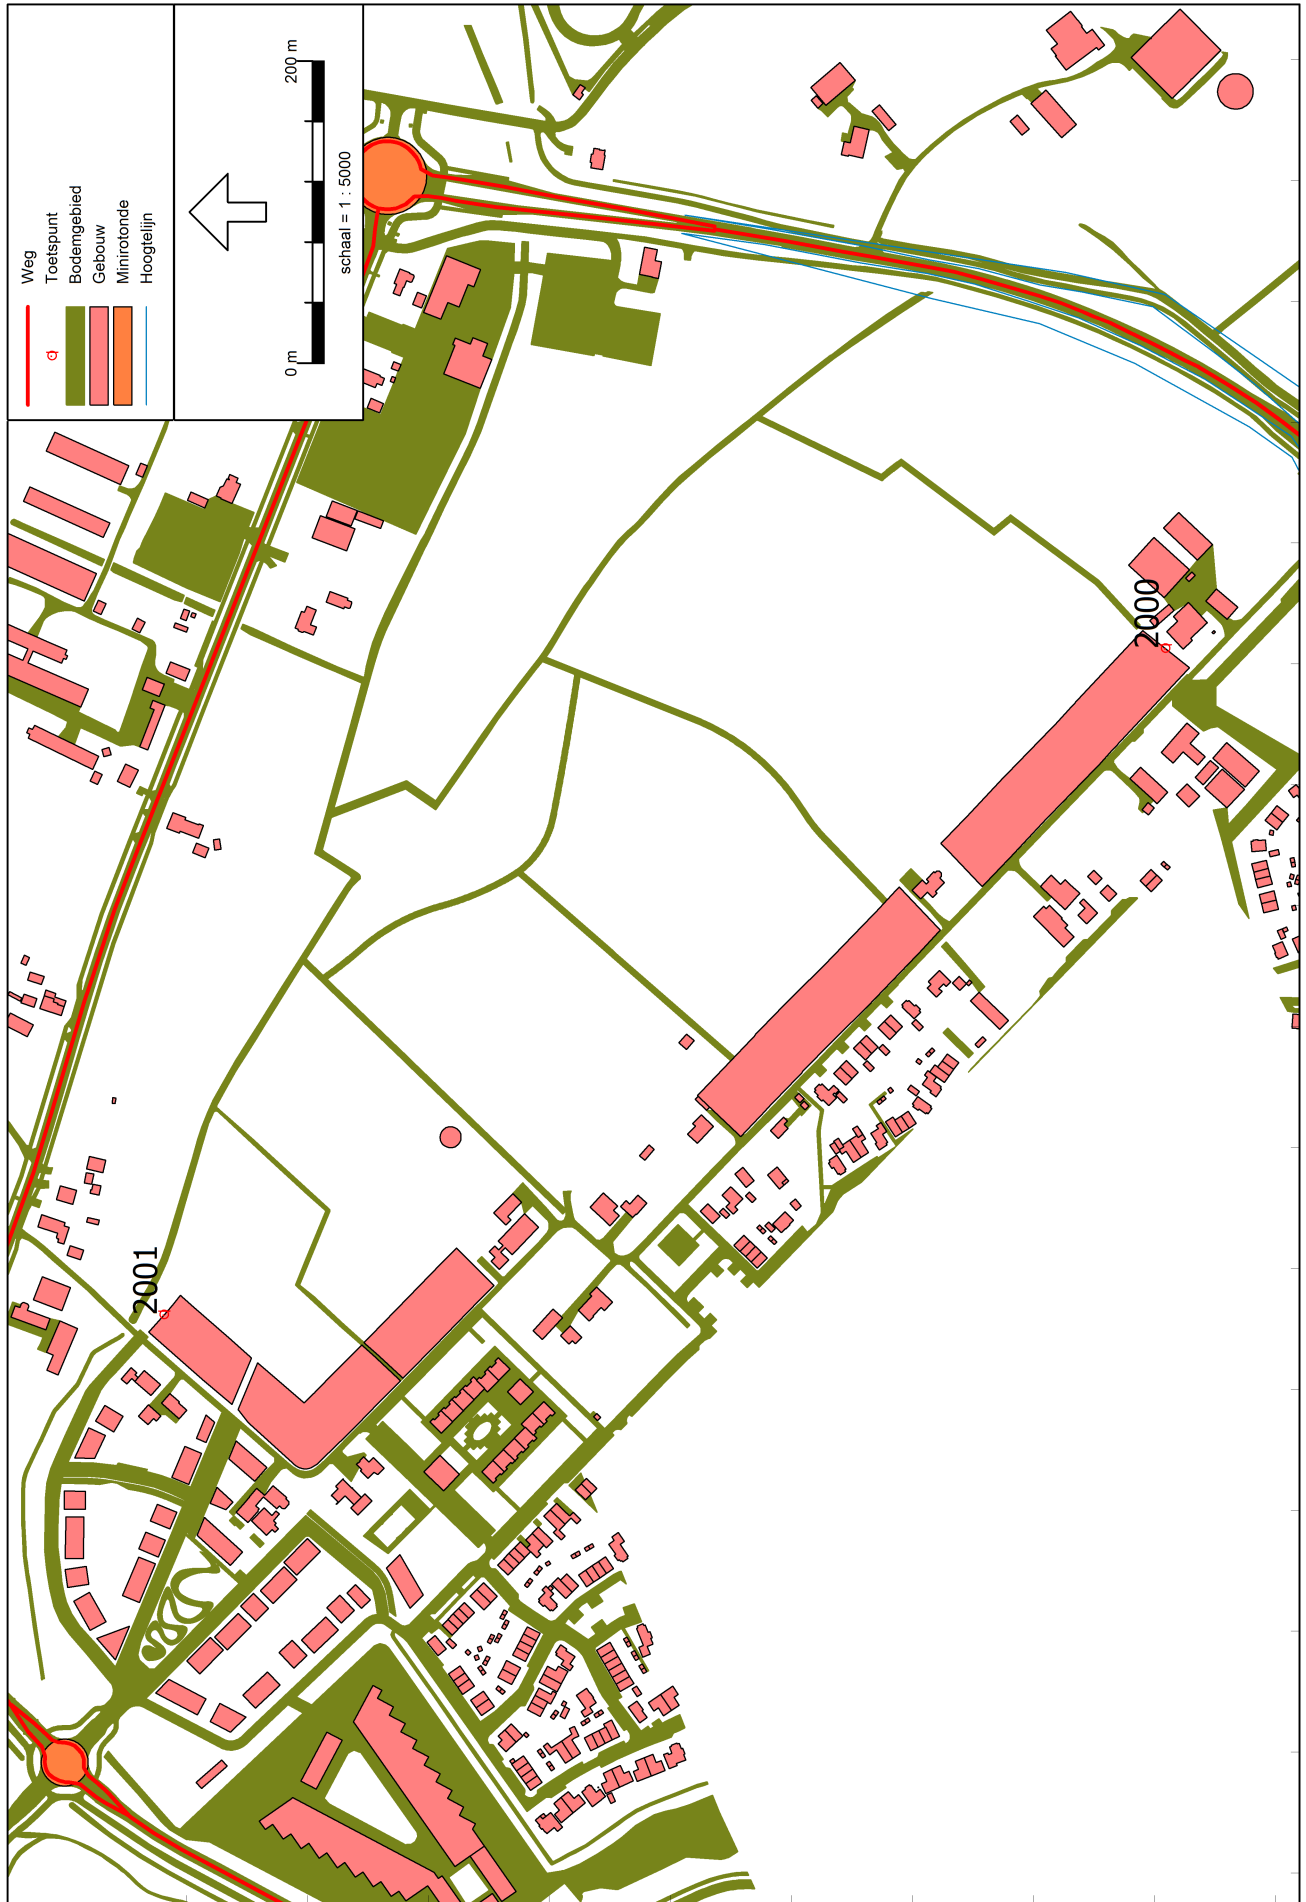 Weg
Toetspunt
Bodemgebied
Gebouw
Minirotonde
Hoogtelijn
0 m
200 m
schaal = 1 : 5000
2000
2001